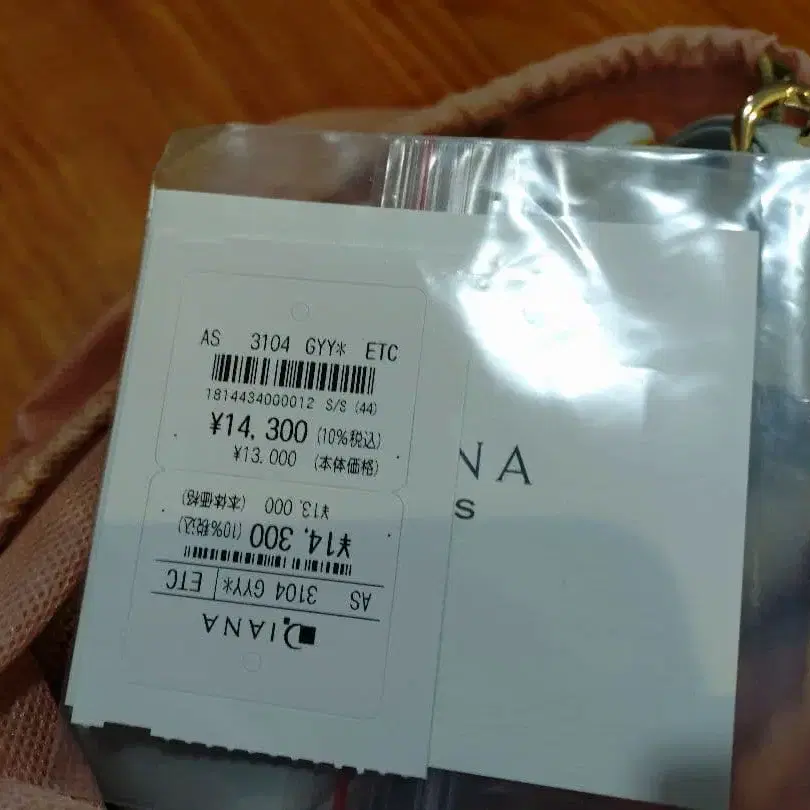 AS 3104 GYY* ETC
1814434000012 S/S (44)
¥14,300 (10%税込)
¥13,000 (本体価格)
¥13,000 (本体価格)
¥14,300 (10%税込)
AS 3104 GYY* ETC
DIANA
NA
S